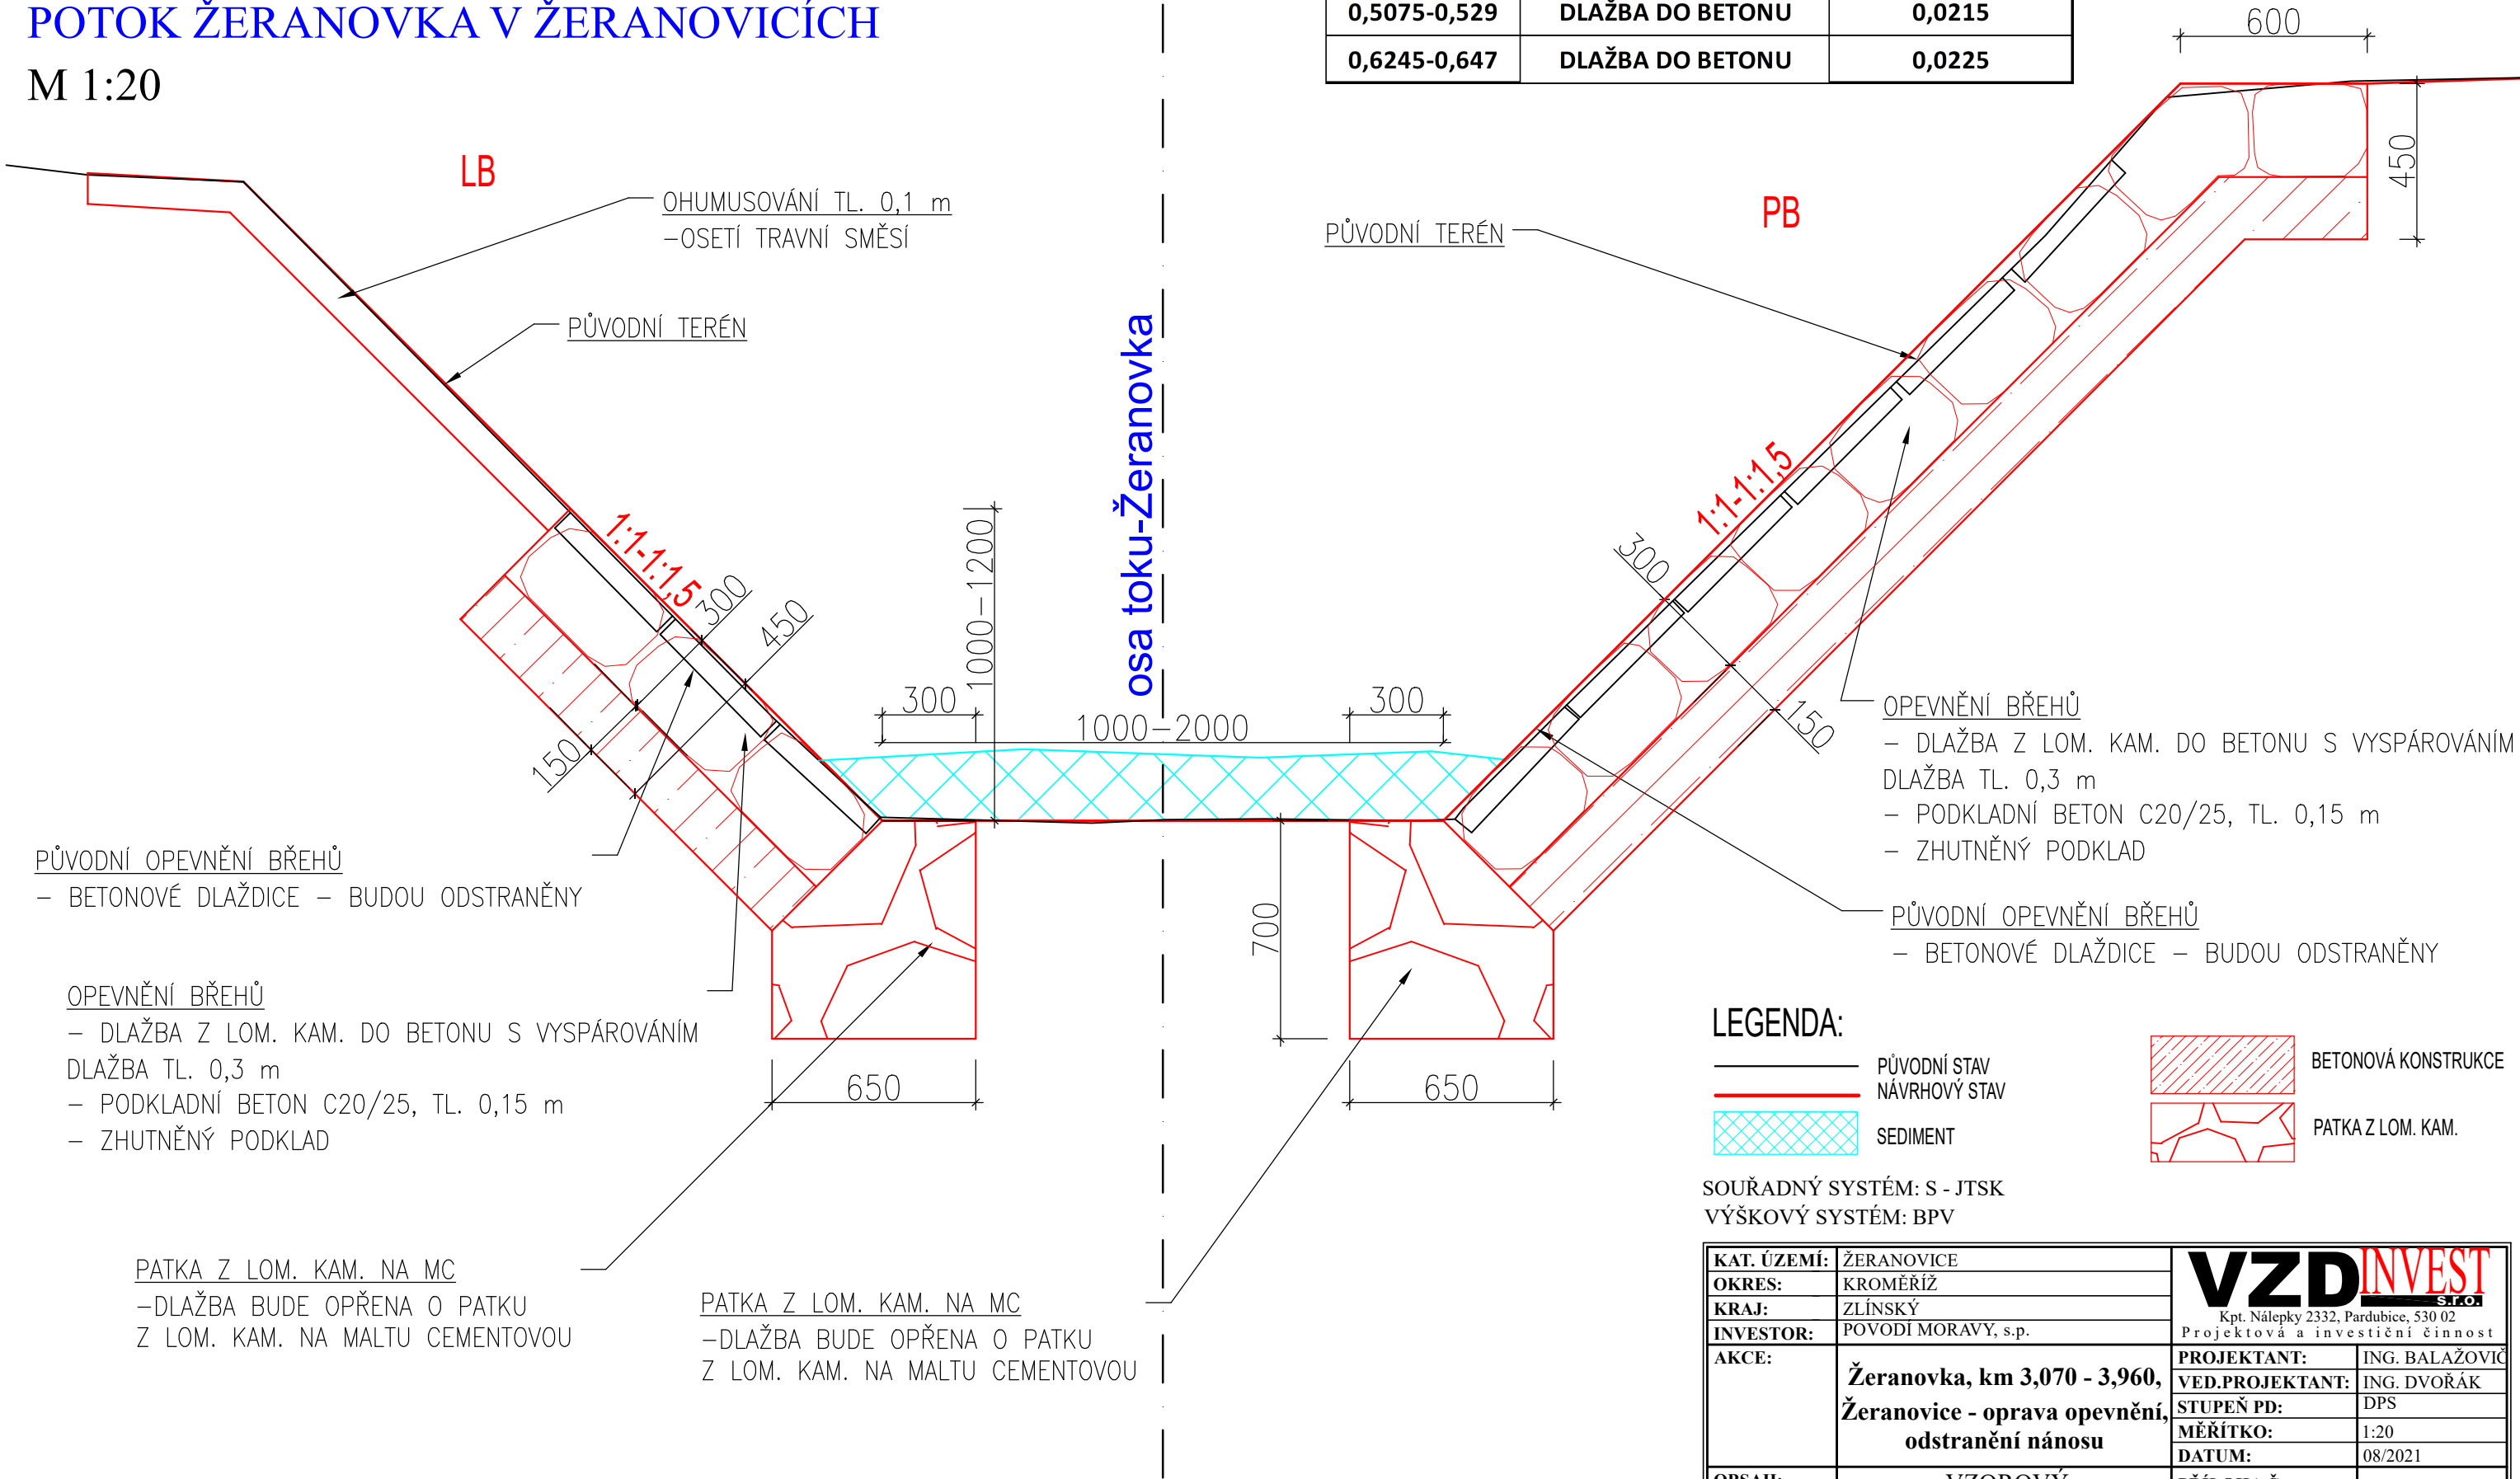 POTOK ŽERANOVKA V ŽERANOVICÍCH
M 1:20
0,5075-0,529 DLAŽBA DO BETONU 0,0215
0,6245-0,647 DLAŽBA DO BETONU 0,0225
600
450
LB
OHUMUSOVÁNÍ TL. 0,1 m
-OSETÍ TRAVNÍ SMĚSÍ
PŮVODNÍ TERÉN
PB
PŮVODNÍ TERÉN
osa toku-Žeranovka
1:1-1:1,5
300
450
150
1000-1200
300
1000-2000
300
1:1-1:1,5
300
150
OPEVNĚNÍ BŘEHŮ
- DLAŽBA Z LOM. KAM. DO BETONU S VYSPÁROVÁNÍM
DLAŽBA TL. 0,3 m
- PODKLADNÍ BETON C20/25, TL. 0,15 m
- ZHUTNĚNÝ PODKLAD
PŮVODNÍ OPEVNĚNÍ BŘEHŮ
- BETONOVÉ DLAŽDICE - BUDOU ODSTRANĚNY
PŮVODNÍ OPEVNĚNÍ BŘEHŮ
- BETONOVÉ DLAŽDICE - BUDOU ODSTRANĚNY
OPEVNĚNÍ BŘEHŮ
- DLAŽBA Z LOM. KAM. DO BETONU S VYSPÁROVÁNÍM
DLAŽBA TL. 0,3 m
- PODKLADNÍ BETON C20/25, TL. 0,15 m
- ZHUTNĚNÝ PODKLAD
700
650
650
PATKA Z LOM. KAM. NA MC
-DLAŽBA BUDE OPŘENA O PATKU
Z LOM. KAM. NA MALTU CEMENTOVOU
PATKA Z LOM. KAM. NA MC
-DLAŽBA BUDE OPŘENA O PATKU
Z LOM. KAM. NA MALTU CEMENTOVOU
LEGENDA:
PŮVODNÍ STAV
NÁVRHOVÝ STAV
SEDIMENT
BETONOVÁ KONSTRUKCE
PATKA Z LOM. KAM.
SOUŘADNÝ SYSTÉM: S - JTSK
VÝŠKOVÝ SYSTÉM: BPV
KAT. ÚZEMÍ: ŽERANOVICE
OKRES: KROMĚŘÍŽ
KRAJ: ZLÍNSKÝ
INVESTOR: POVODÍ MORAVY, s.p.
VZD INVEST s.r.o.
Kpt. Nálepky 2332, Pardubice, 530 02
Projektová a investiční činnost
AKCE:
Žeranovka, km 3,070 - 3,960,
Žeranovice - oprava opevnění,
odstranění nánosu
PROJEKTANT: ING. BALAŽOVIČ
VED.PROJEKTANT: ING. DVOŘÁK
STUPEŇ PD: DPS
MĚŘÍTKO: 1:20
DATUM: 08/2021
OBSAH: VZOROVÝ